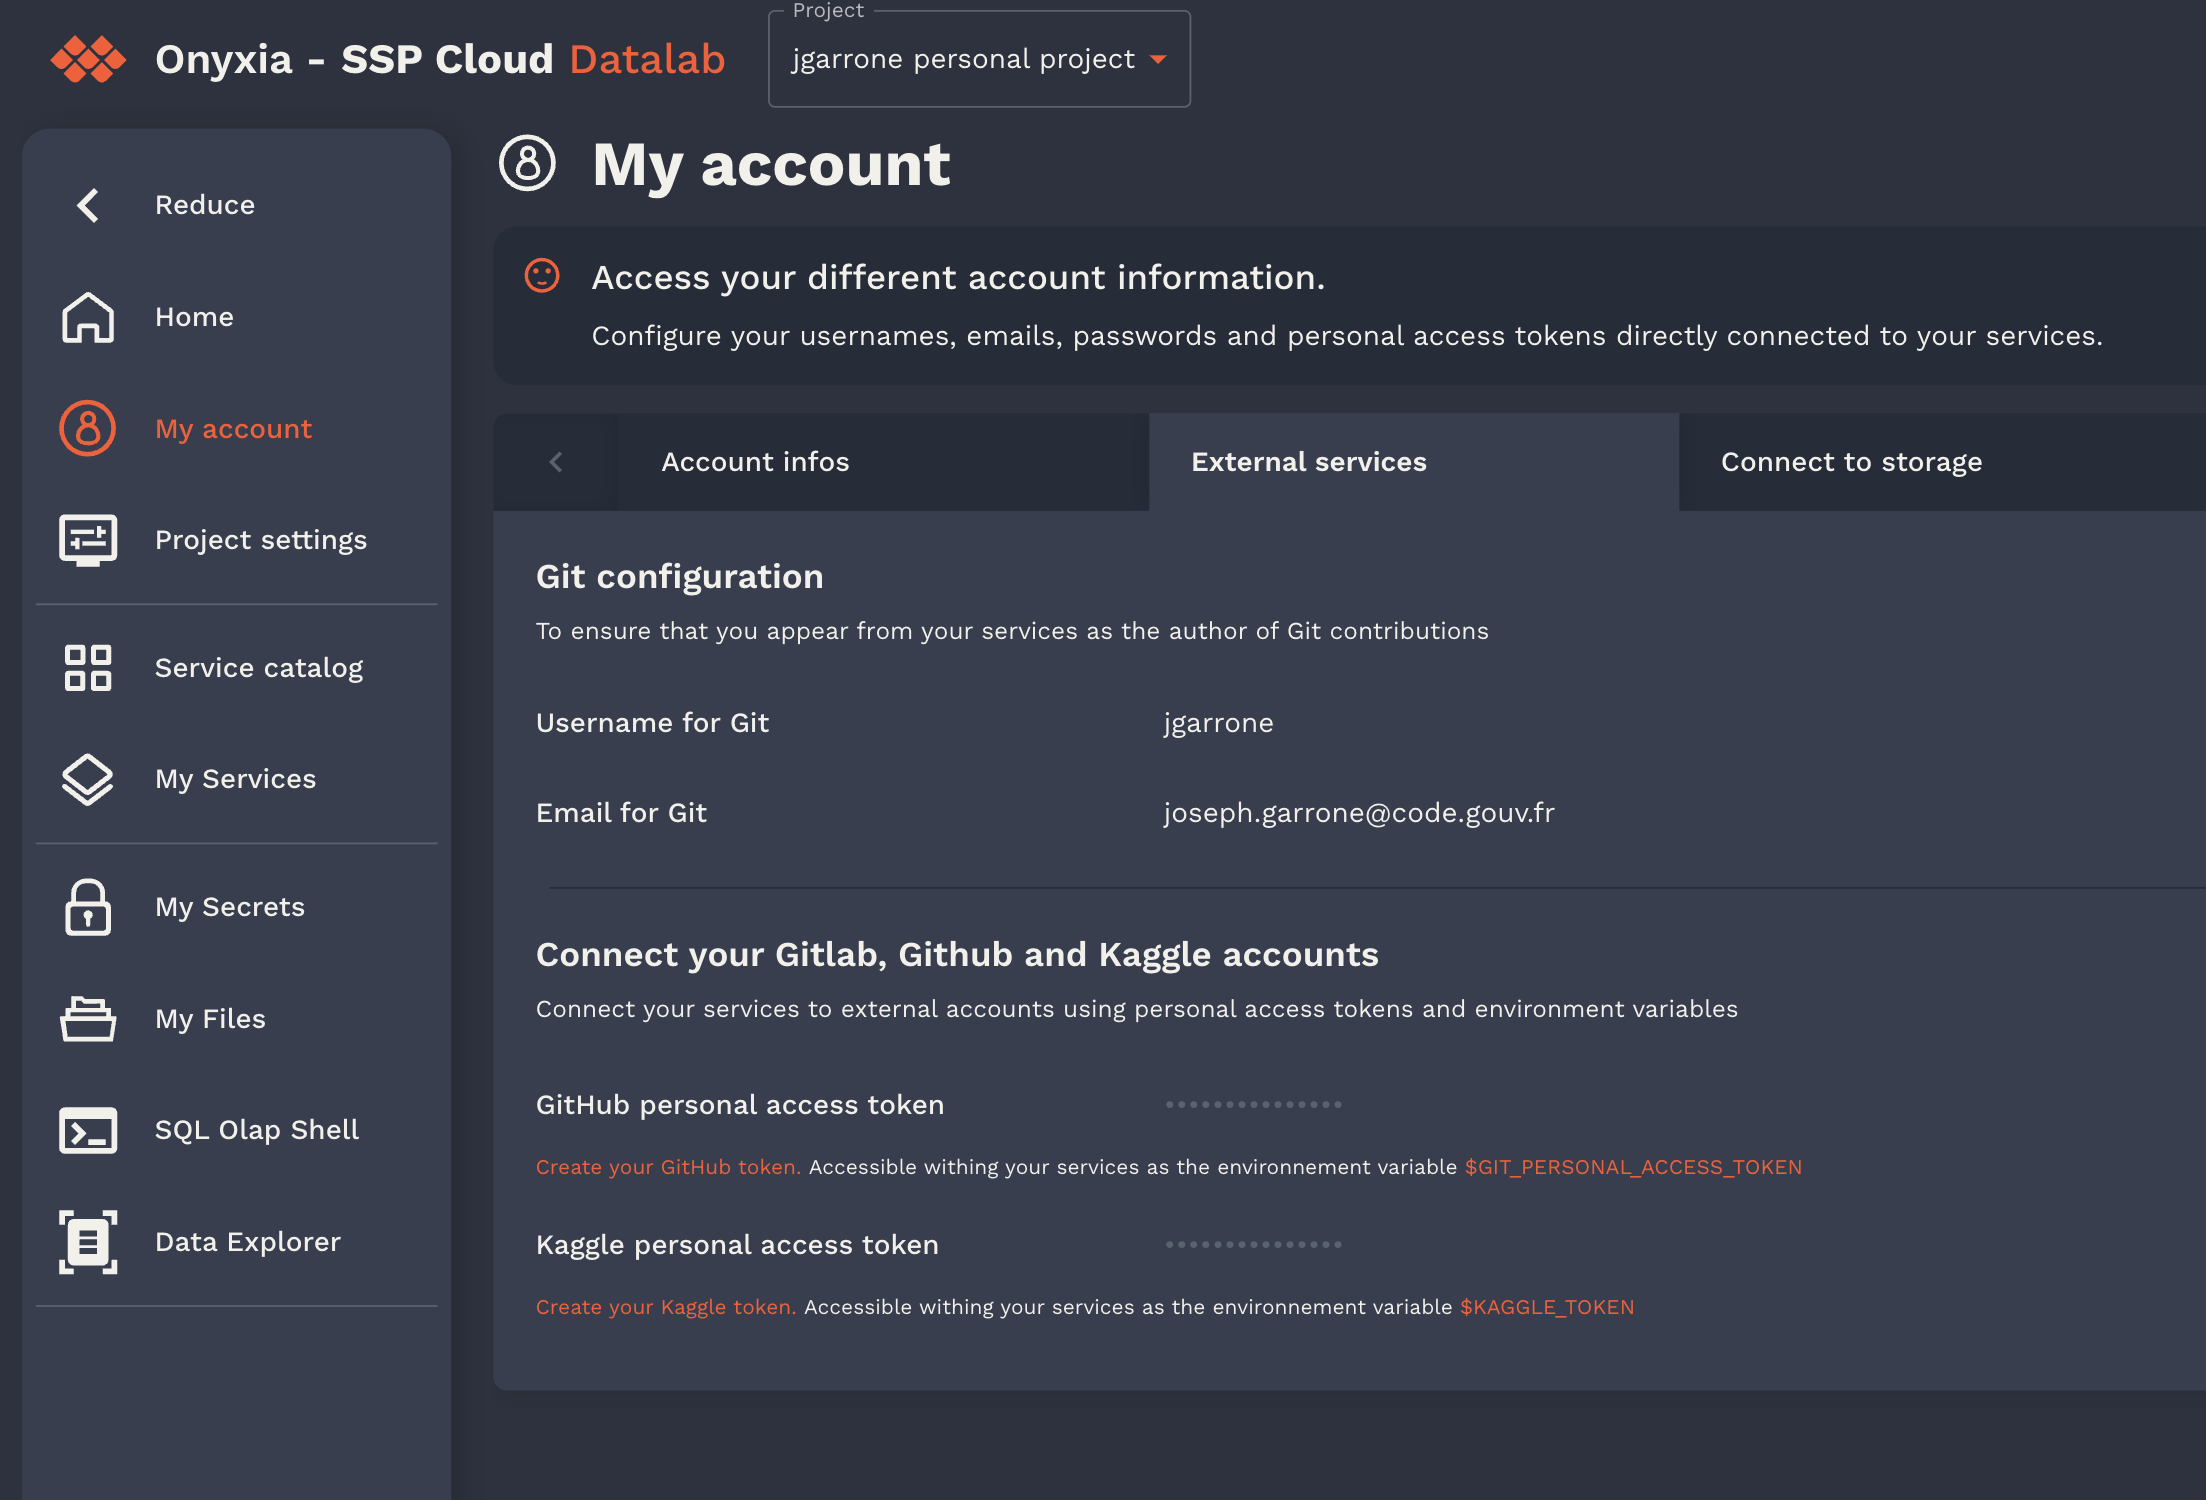 Project
Onyxia - SSP Cloud Datalab
jgarrone personal project
Reduce
Home
My account
Project settings
Service catalog
My Services
My Secrets
My Files
SQL Olap Shell
Data Explorer
My account
Access your different account information.
Configure your usernames, emails, passwords and personal access tokens directly connected to your services.
Account infos
External services
Connect to storage
Git configuration
To ensure that you appear from your services as the author of Git contributions
Username for Git
jgarrone
Email for Git
joseph.garrone@code.gouv.fr
Connect your Gitlab, Github and Kaggle accounts
Connect your services to external accounts using personal access tokens and environment variables
GitHub personal access token
•••••••••••••••
Create your GitHub token. Accessible withing your services as the environnement variable $GIT_PERSONAL_ACCESS_TOKEN
Kaggle personal access token
•••••••••••••••
Create your Kaggle token. Accessible withing your services as the environnement variable $KAGGLE_TOKEN